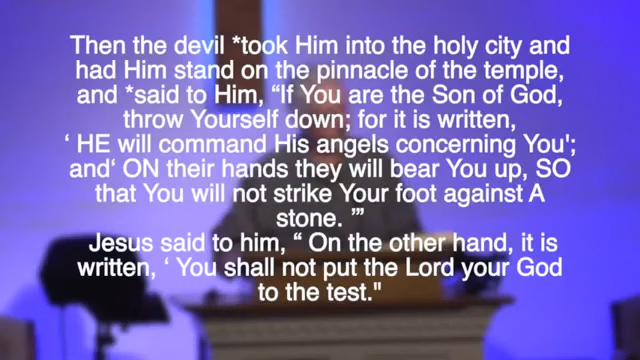 Then the devil *took Him into the holy city and
had Him stand on the pinnacle of the temple,
and *said to Him, “If You are the Son of God,
throw Yourself down; for it is written,
‘ HE will command His angels concerning You';
and‘ ON their hands they will bear You up, SO
that You will not strike Your foot against A
stone. ’”
Jesus said to him, “ On the other hand, it is
written, ‘ You shall not put the Lord your God
to the test."